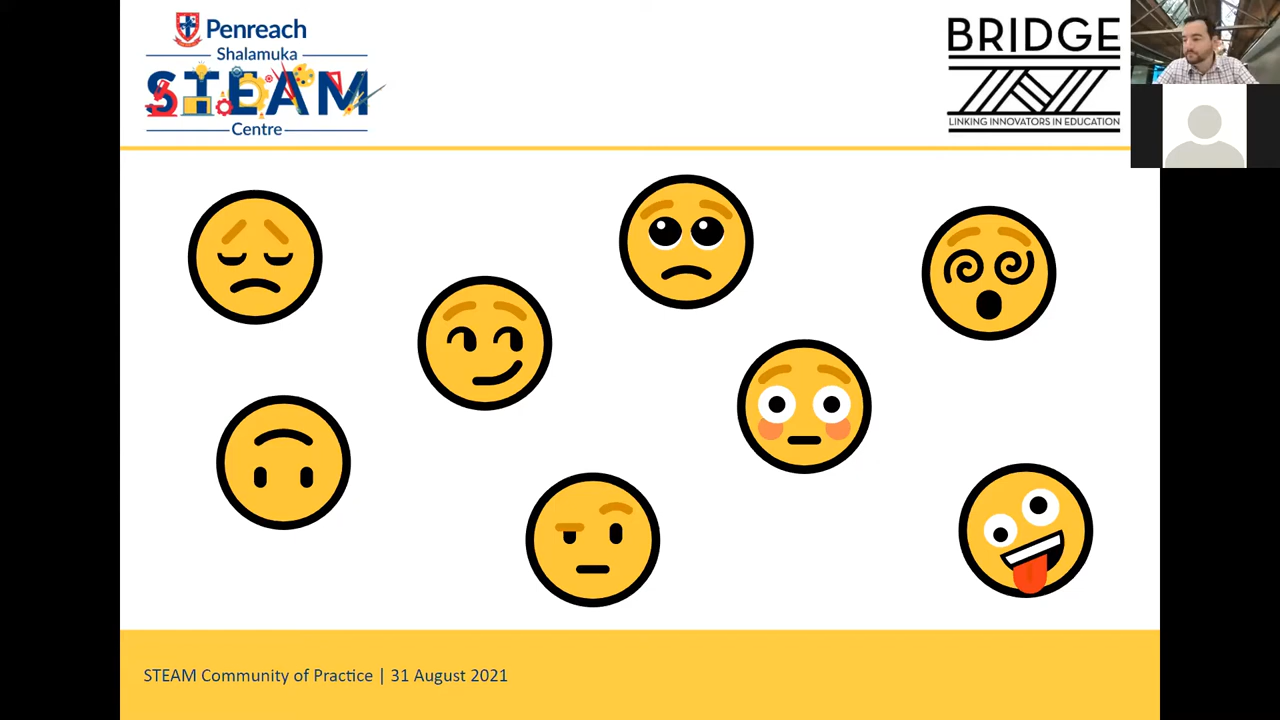 Penreach
Shalamuka
STEAM
Centre
BRIDGE
LINKING INNOVATORS IN EDUCATION
STEAM Community of Practice | 31 August 2021